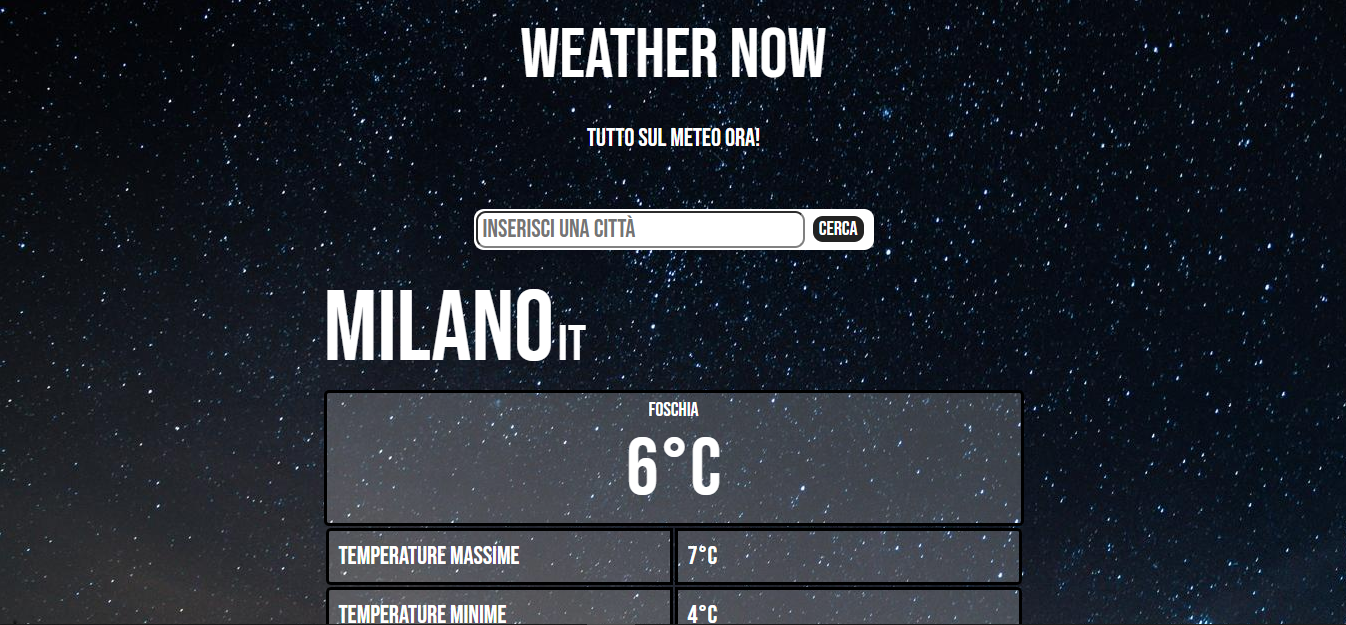 WEATHER NOW
TUTTO SUL METEO ORA!
INSERISCI UNA CITTÀ CERCA
MILANO IT
FOSCHIA
6°C
TEMPERATURE MASSIME 7°C
TEMPERATURE MINIME 4°C